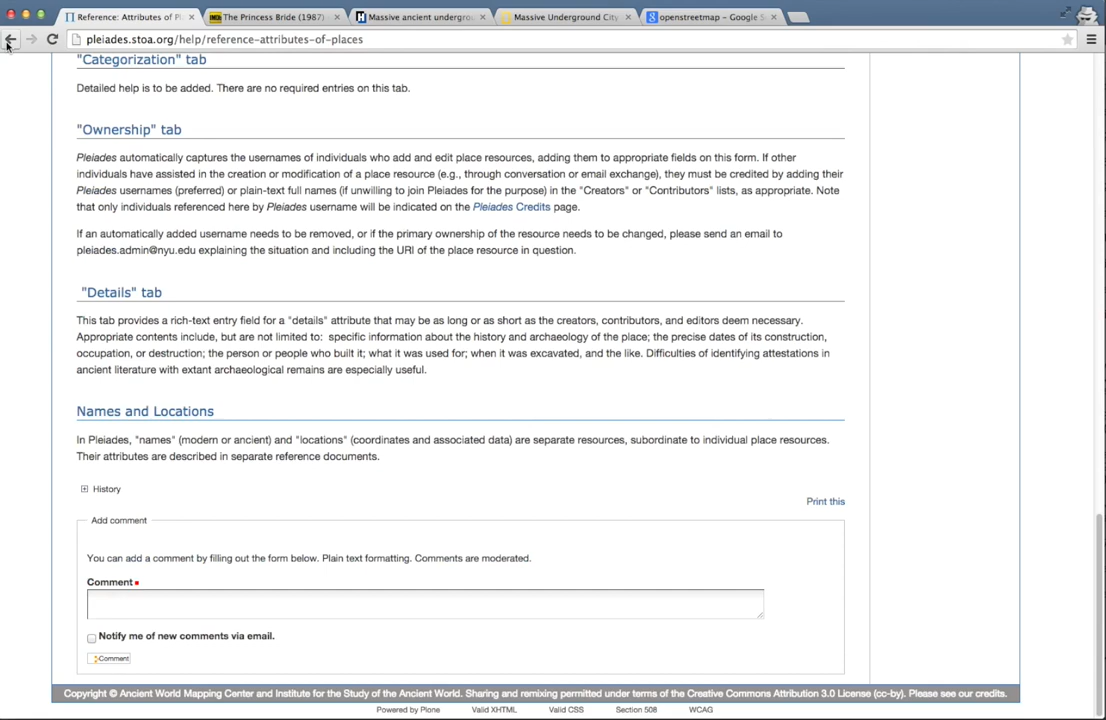 Reference: Attributes of Pl
The Princess Bride (1987)
Massive ancient undergrou
Massive Underground City
openstreetmap - Google S
pleiades.stoa.org/help/reference-attributes-of-places
"Categorization" tab
Detailed help is to be added. There are no required entries on this tab.
"Ownership" tab
Pleiades automatically captures the usernames of individuals who add and edit place resources, adding them to appropriate fields on this form. If other
individuals have assisted in the creation or modification of a place resource (e.g., through conversation or email exchange), they must be credited by adding their
Pleiades usernames (preferred) or plain-text full names (if unwilling to join Pleiades for the purpose) in the "Creators" or "Contributors" lists, as appropriate. Note
that only individuals referenced here by Pleiades username will be indicated on the Pleiades Credits page.
If an automatically added username needs to be removed, or if the primary ownership of the resource needs to be changed, please send an email to
pleiades.admin@nyu.edu explaining the situation and including the URI of the place resource in question.
"Details" tab
This tab provides a rich-text entry field for a "details" attribute that may be as long or as short as the creators, contributors, and editors deem necessary.
Appropriate contents include, but are not limited to: specific information about the history and archaeology of the place; the precise dates of its construction,
occupation, or destruction; the person or people who built it; what it was used for; when it was excavated, and the like. Difficulties of identifying attestations in
ancient literature with extant archaeological remains are especially useful.
Names and Locations
In Pleiades, "names" (modern or ancient) and "locations" (coordinates and associated data) are separate resources, subordinate to individual place resources.
Their attributes are described in separate reference documents.
History
Print this
Add comment
You can add a comment by filling out the form below. Plain text formatting. Comments are moderated.
Comment
Notify me of new comments via email.
Comment
Copyright © Ancient World Mapping Center and Institute for the Study of the Ancient World. Sharing and remixing permitted under terms of the Creative Commons Attribution 3.0 License (cc-by). Please see our credits.
Powered by Plone
Valid XHTML
Valid CSS
Section 508
WCAG